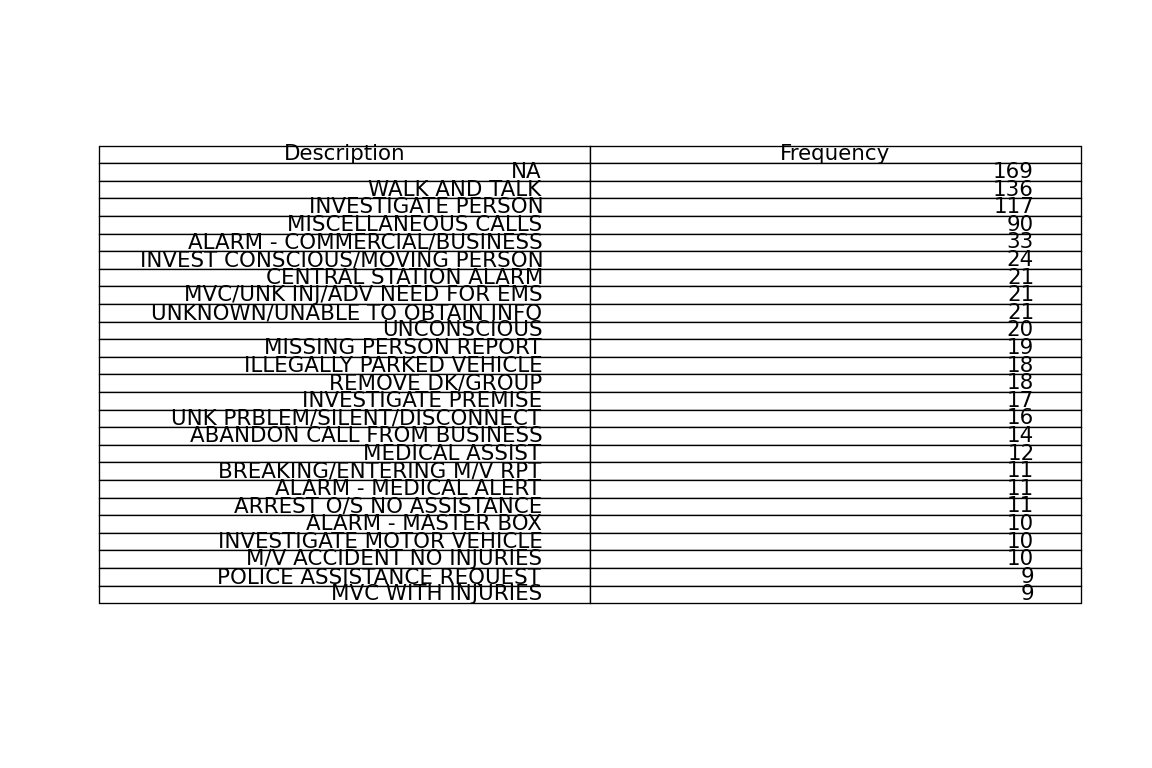 Description Frequency
NA 169
WALK AND TALK 136
INVESTIGATE PERSON 117
MISCELLANEOUS CALLS 90
ALARM - COMMERCIAL/BUSINESS 33
INVEST CONSCIOUS/MOVING PERSON 24
CENTRAL STATION ALARM 21
MVC/UNK INJ/ADV NEED FOR EMS 21
UNKNOWN/UNABLE TO OBTAIN INFO 21
UNCONSCIOUS 20
MISSING PERSON REPORT 19
ILLEGALLY PARKED VEHICLE 18
REMOVE DK/GROUP 18
INVESTIGATE PREMISE 17
UNK PRBLEM/SILENT/DISCONNECT 16
ABANDON CALL FROM BUSINESS 14
MEDICAL ASSIST 12
BREAKING/ENTERING M/V RPT 11
ALARM - MEDICAL ALERT 11
ARREST O/S NO ASSISTANCE 11
ALARM - MASTER BOX 10
INVESTIGATE MOTOR VEHICLE 10
M/V ACCIDENT NO INJURIES 10
POLICE ASSISTANCE REQUEST 9
MVC WITH INJURIES 9